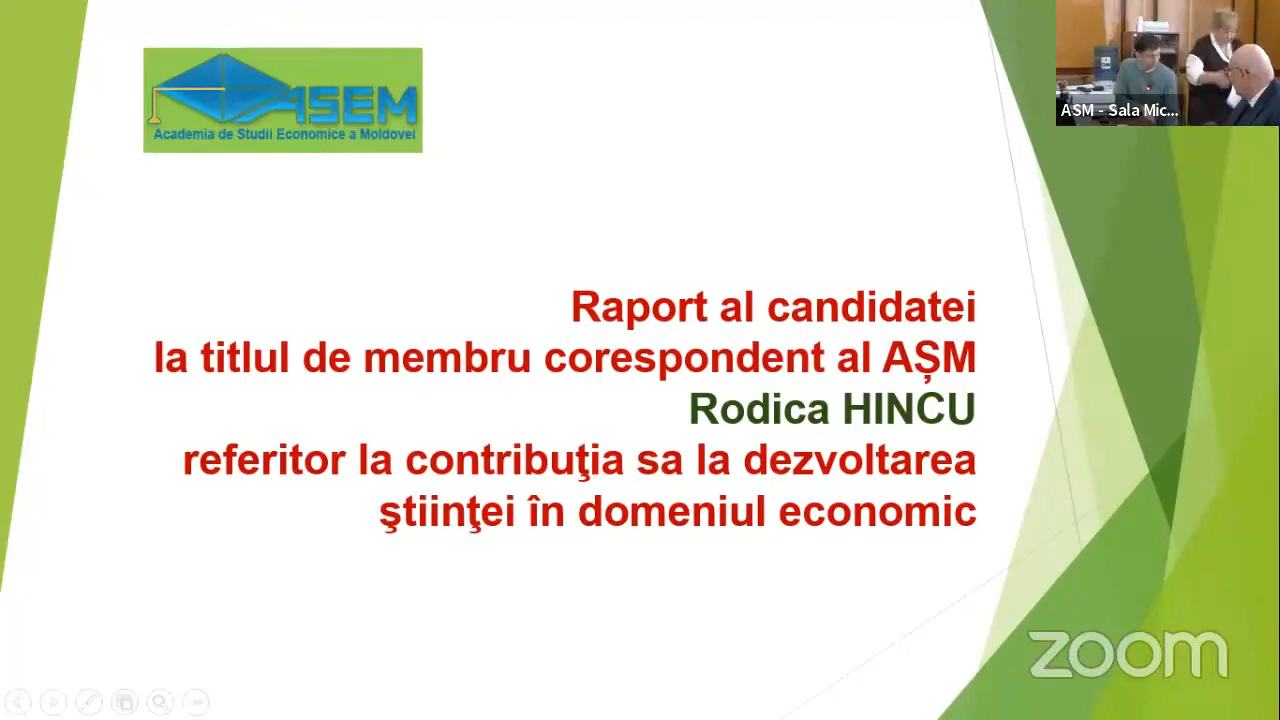 ASEM
Academia de Studii Economice a Moldovei
ASM - Sala Mic...
Raport al candidatei
la titlul de membru corespondent al AȘM
Rodica HINCU
referitor la contribuţia sa la dezvoltarea
ştiinţei în domeniul economic
zoom